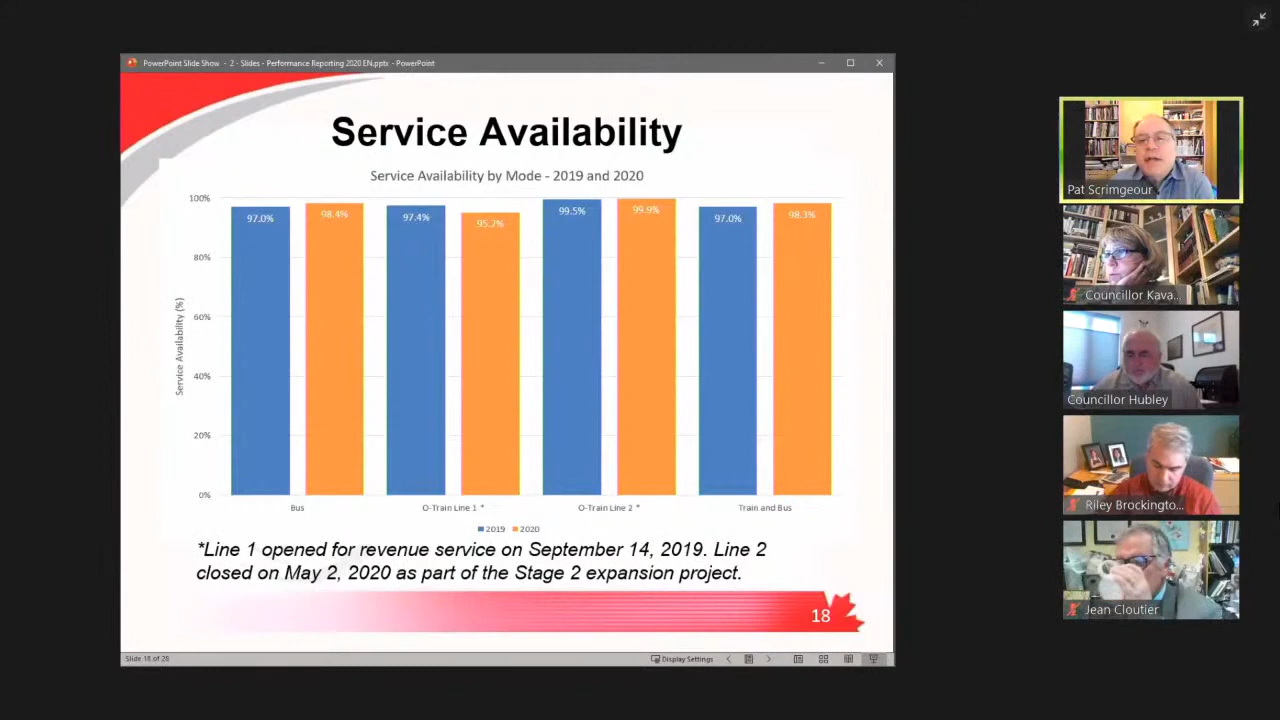 PowerPoint Slide Show - 2 - Slides - Performance Reporting 2020 EN.pptx - PowerPoint
Service Availability
Service Availability by Mode - 2019 and 2020
Service Availability (%)
100%
80%
60%
40%
20%
0%
97.0%
98.4%
97.4%
95.2%
99.5%
99.9%
97.0%
98.3%
Bus
O-Train Line 1 *
O-Train Line 2 *
Train and Bus
2019
2020
*Line 1 opened for revenue service on September 14, 2019. Line 2
closed on May 2, 2020 as part of the Stage 2 expansion project.
18
Slide 18 of 28
Display Settings
Pat Scrimgeour
Councillor Kava...
Councillor Hubley
Riley Brockingto...
Jean Cloutier